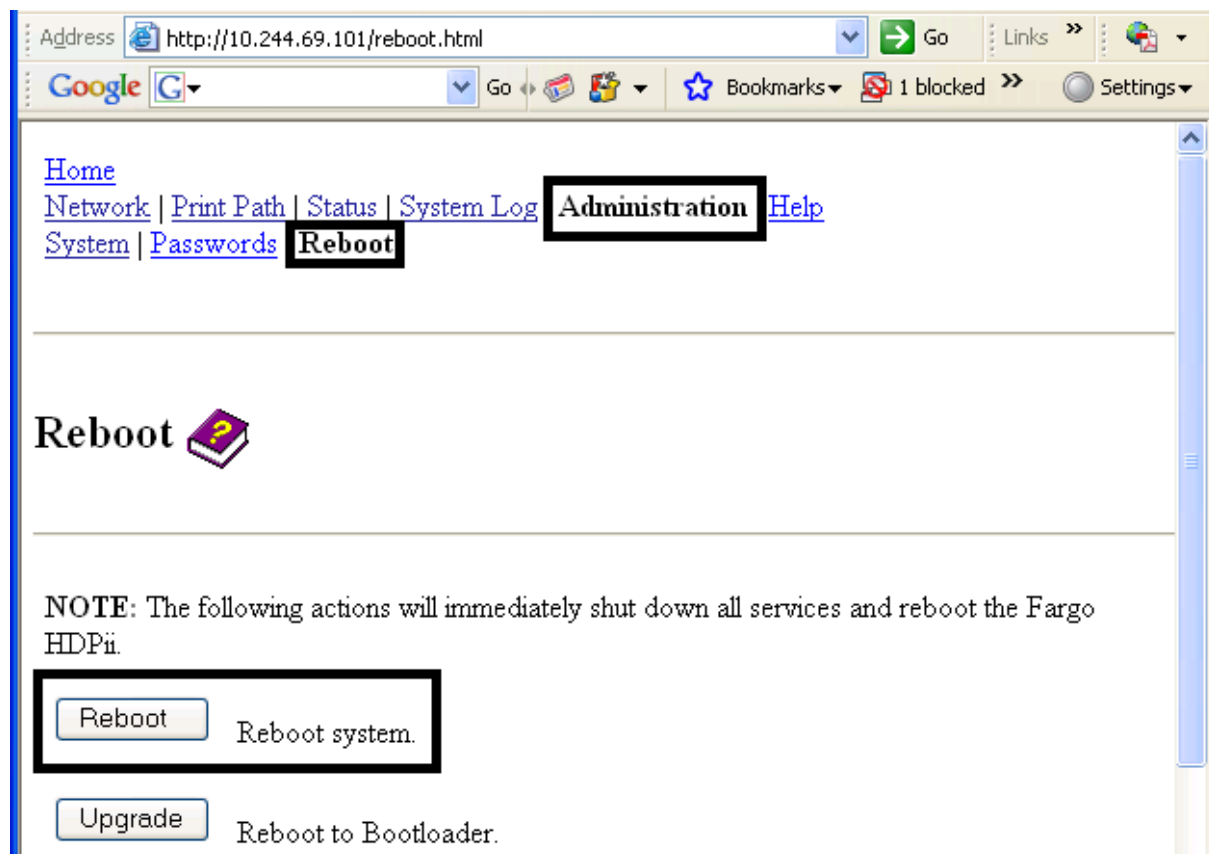 Address http://10.244.69.101/reboot.html Go Links »
Google G Go Bookmarks 1 blocked » Settings
Home
Network | Print Path | Status | System Log Administration Help
System | Passwords Reboot
Reboot ?
NOTE: The following actions will immediately shut down all services and reboot the Fargo
HDPii.
Reboot Reboot system.
Upgrade Reboot to Bootloader.